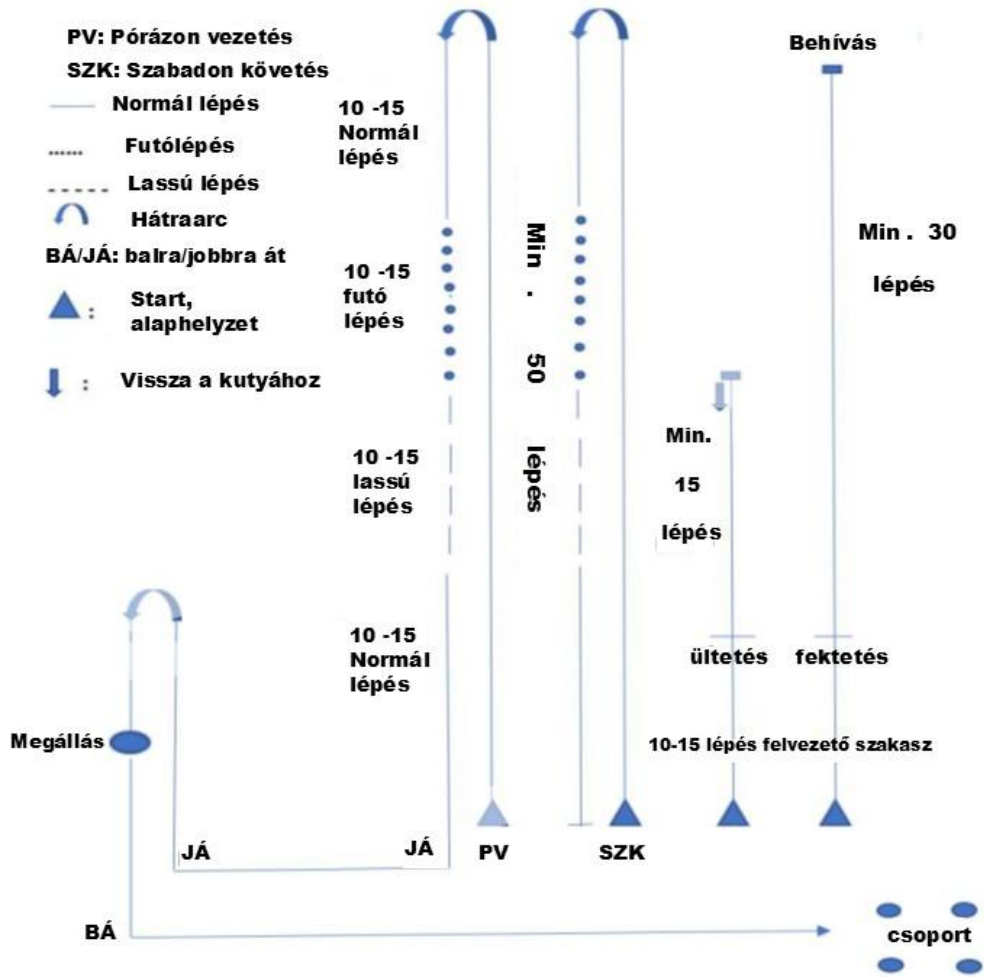 PV: Pórázon vezetés
SZK: Szabadon követés
Normál lépés
Futólépés
Lassú lépés
Hátraarc
BÁ/JÁ: balra/jobbra át
: Start,
alaphelyzet
: Vissza a kutyához
10 -15
Normál
lépés
10 -15
futó
lépés
10 -15
lassú
lépés
10 -15
Normál
lépés
Min . 50 lépés
Behívás
Min . 30
lépés
Min.
15
lépés
ültetés fektetés
10-15 lépés felvezető szakasz
Megállás
JÁ
JÁ
PV
SZK
BÁ
csoport